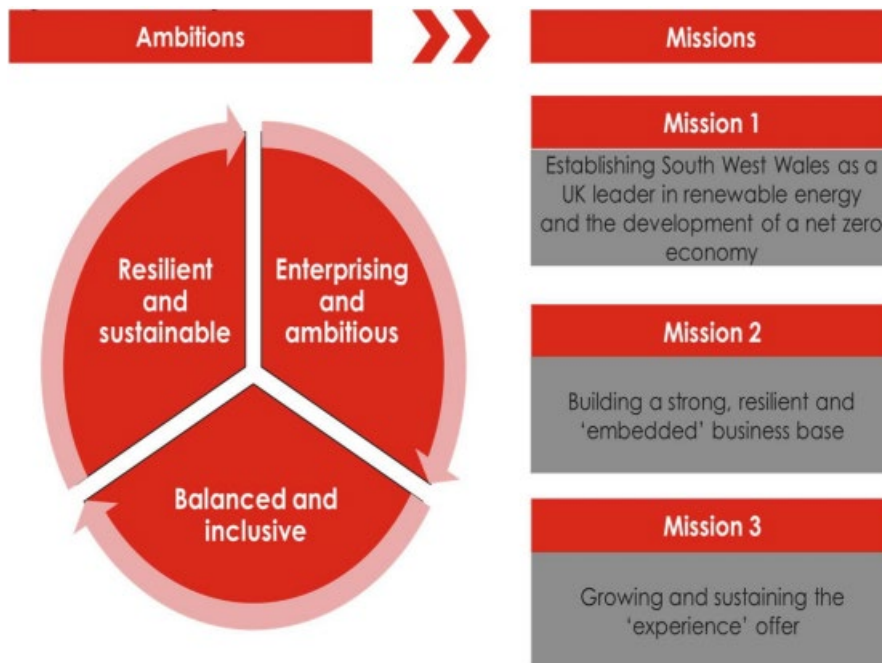 Ambitions
Missions
Resilient
and
sustainable
Enterprising
and
ambitious
Balanced and
inclusive
Mission 1
Establishing South West Wales as a
UK leader in renewable energy
and the development of a net zero
economy
Mission 2
Building a strong, resilient and
‘embedded’ business base
Mission 3
Growing and sustaining the
‘experience’ offer